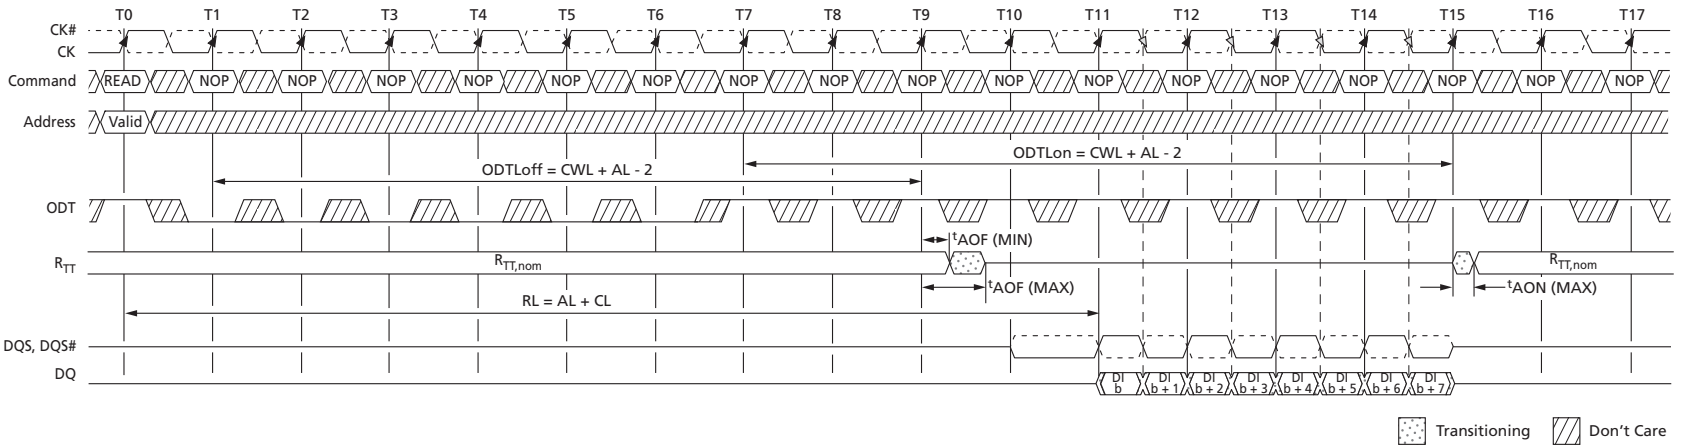 T0 T1 T2 T3 T4 T5 T6 T7 T8 T9 T10 T11 T12 T13 T14 T15 T16 T17
CK#
CK
Command READ NOP NOP NOP NOP NOP NOP NOP NOP NOP NOP NOP NOP NOP NOP NOP NOP NOP
Address Valid
ODTLon = CWL + AL - 2
ODTLoff = CWL + AL - 2
ODT
tAOF (MIN)
RTT RTT,nom RTT,nom
tAOF (MAX) tAON (MAX)
RL = AL + CL
DQS, DQS#
DQ
DI DI DI DI DI DI DI DI
b b + 1 b + 2 b + 3 b + 4 b + 5 b + 6 b + 7
Transitioning Don't Care